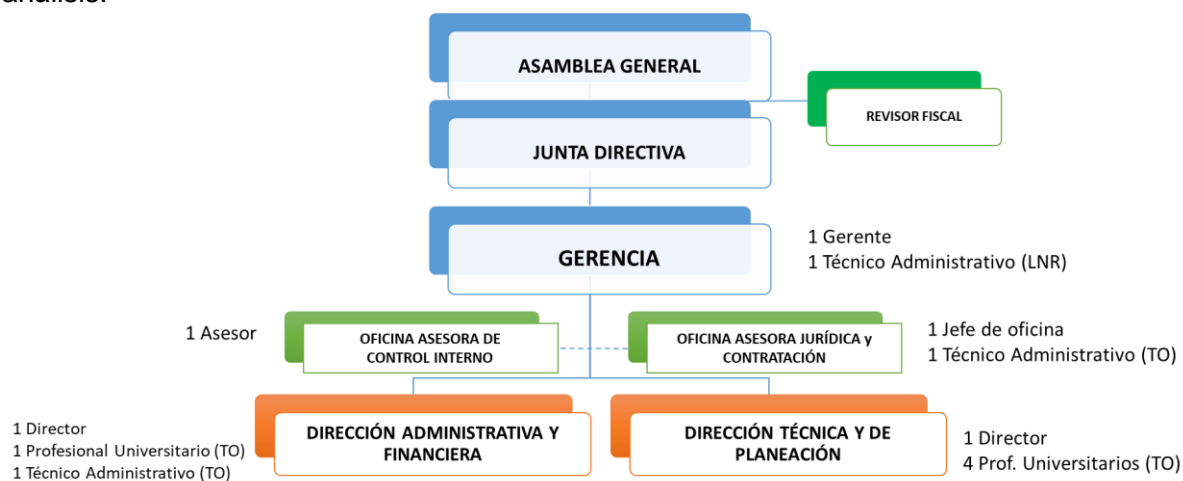 análisis.
ASAMBLEA GENERAL
REVISOR FISCAL
JUNTA DIRECTIVA
GERENCIA
1 Gerente
1 Técnico Administrativo (LNR)
1 Asesor
OFICINA ASESORA DE
CONTROL INTERNO
OFICINA ASESORA JURÍDICA y
CONTRATACIÓN
1 Jefe de oficina
1 Técnico Administrativo (TO)
1 Director
1 Profesional Universitario (TO)
1 Técnico Administrativo (TO)
DIRECCIÓN ADMINISTRATIVA Y
FINANCIERA
DIRECCIÓN TÉCNICA Y DE
PLANEACIÓN
1 Director
4 Prof. Universitarios (TO)